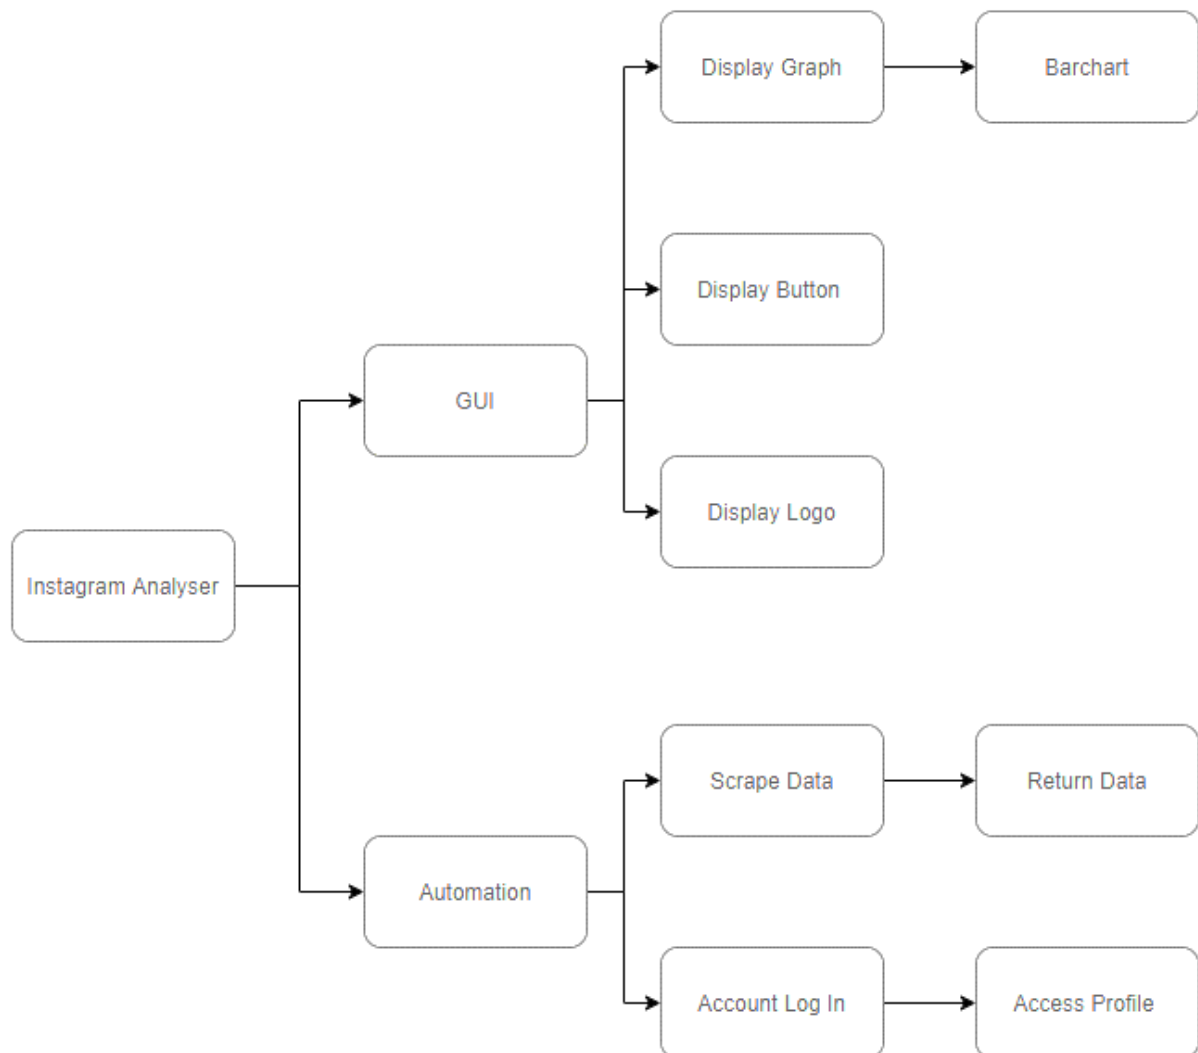 Display Graph
Barchart
Display Button
GUI
Display Logo
Instagram Analyser
Scrape Data
Return Data
Automation
Account Log In
Access Profile